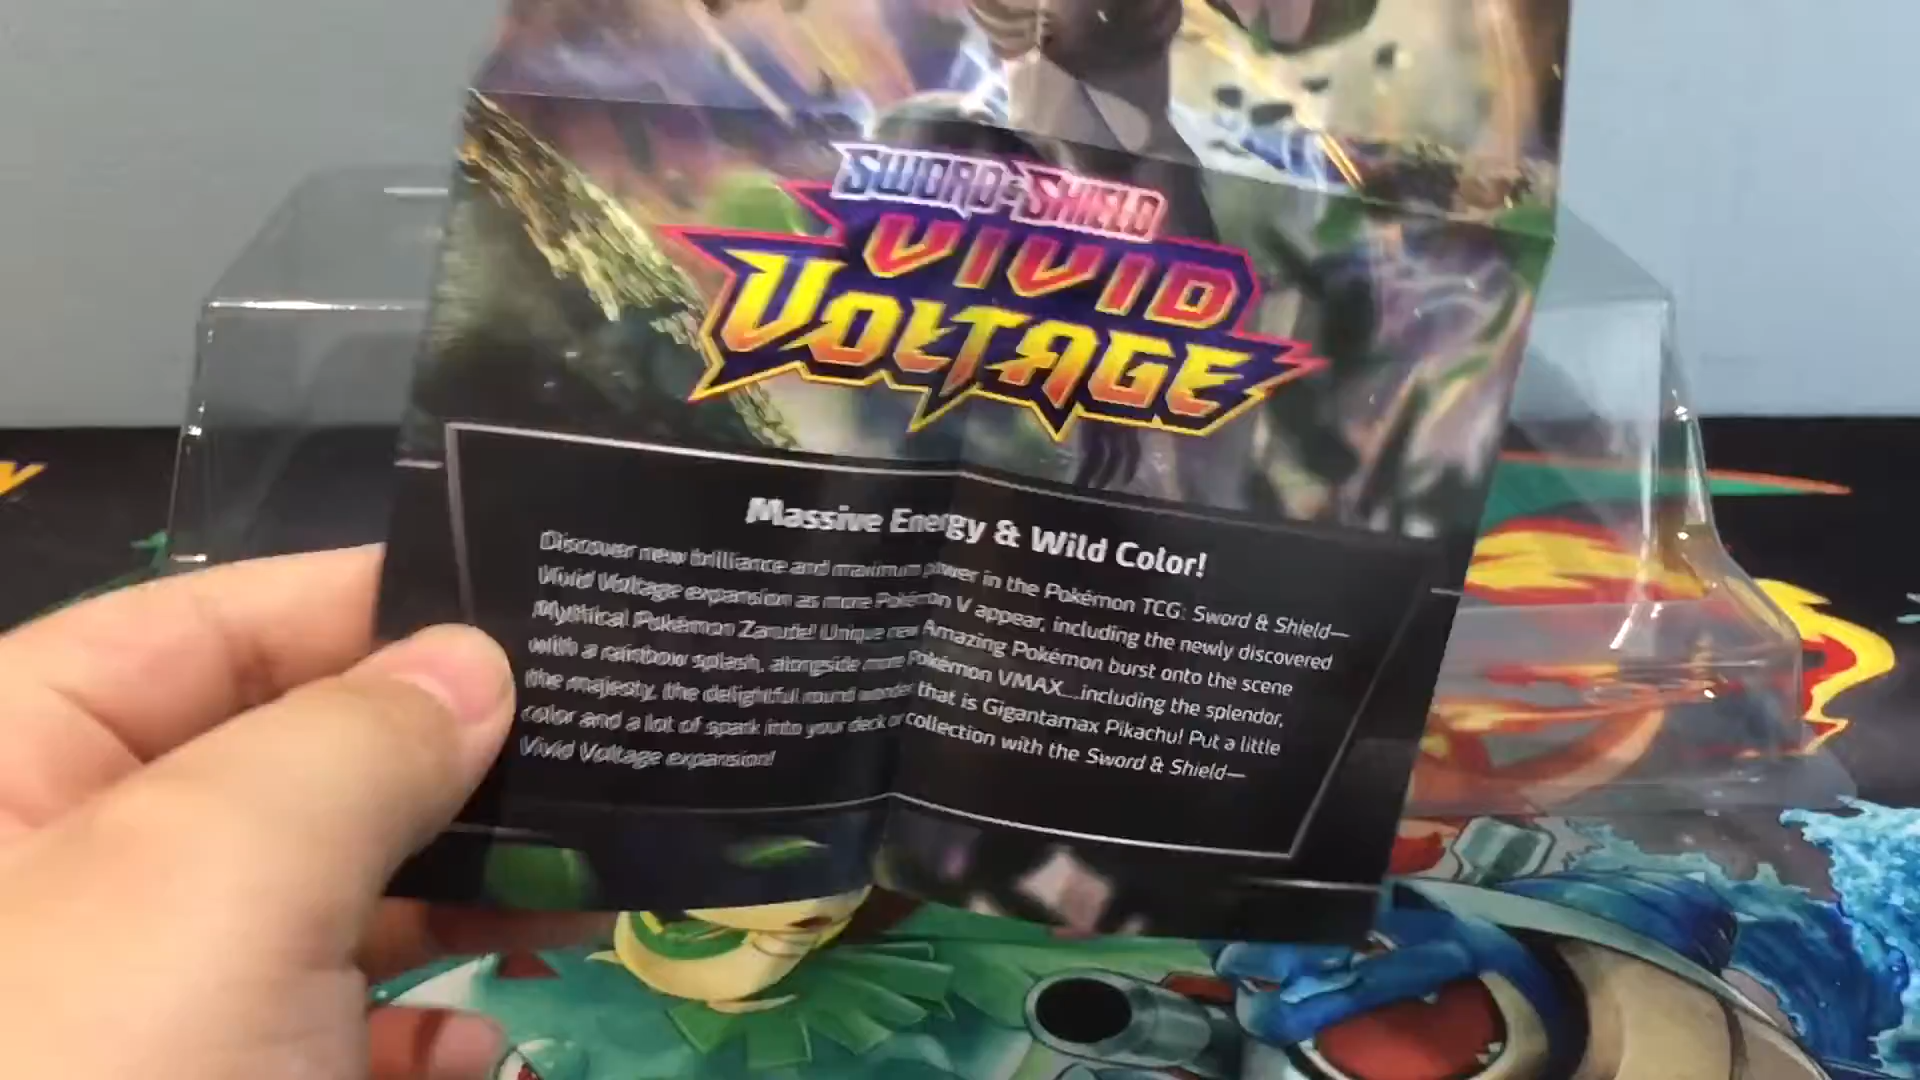 SWORD & SHIELD
VIVID
VOLTAGE
Massive Energy & Wild Color!
Discover new brilliance and maximum power in the Pokémon TCG: Sword & Shield—
Vivid Voltage expansion as more Pokémon V appear, including the newly discovered
Mythical Pokémon Zarude! Unique new Amazing Pokémon burst onto the scene
with a rainbow splash, alongside more Pokémon VMAX...including the splendor,
the majesty, the delightful round wonder that is Gigantamax Pikachu! Put a little
color and a lot of spark into your deck or collection with the Sword & Shield—
Vivid Voltage expansion!